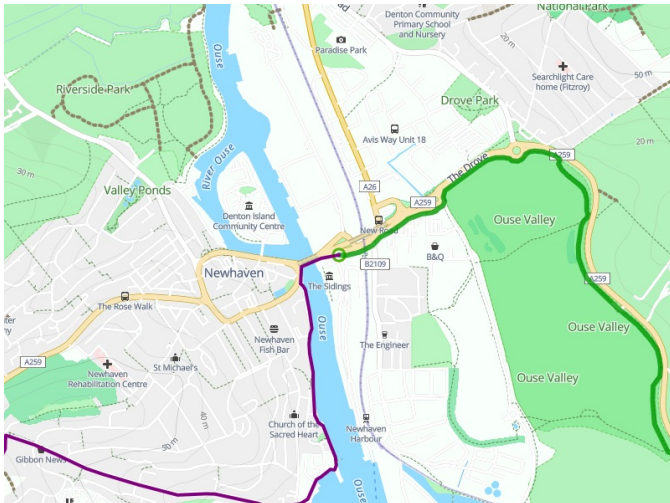 National Park
Denton Community
Primary School
and Nursery
Ouse
Paradise Park
20 m
Searchlight Care
home (Fitzroy)
50 m
Riverside Park
Drove Park
Avis Way Unit 18
20 m
30 m
The Drove
A259
River Ouse
Valley Ponds
A26
A259
Denton Island
Community Centre
New Road
Ouse Valley
B&Q
B2109
Newhaven
The Sidings
A259
The Rose Walk
Ouse
Ouse Valley
Newhaven
Fish Bar
The Engineer
A259
St Michael's
Newhaven
Rehabilitation Centre
Ouse Valley
40 m
Church of the
Sacred Heart
Newhaven
Harbour
50 m
Gibbon News
Ouse